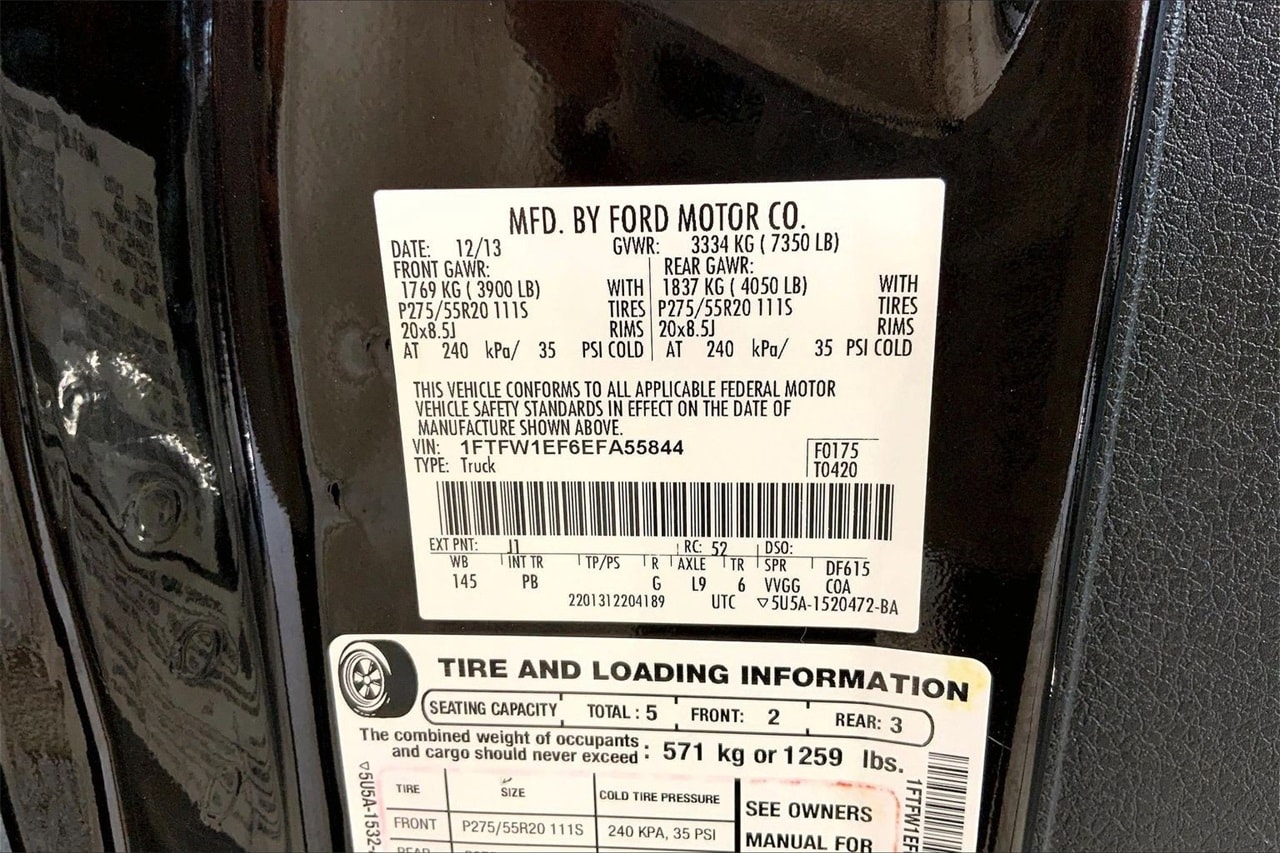 MFD. BY FORD MOTOR CO.
DATE: 12/13 GVWR: 3334 KG ( 7350 LB)
FRONT GAWR: REAR GAWR:
1769 KG ( 3900 LB) WITH 1837 KG ( 4050 LB) WITH
P275/55R20 111S TIRES P275/55R20 111S TIRES
20x8.5J RIMS 20x8.5J RIMS
AT 240 kPa/ 35 PSI COLD AT 240 kPa/ 35 PSI COLD
THIS VEHICLE CONFORMS TO ALL APPLICABLE FEDERAL MOTOR
VEHICLE SAFETY STANDARDS IN EFFECT ON THE DATE OF
MANUFACTURE SHOWN ABOVE.
VIN: 1FTFW1EF6EFA55844 F0175
TYPE: Truck T0420
EXT PNT: J1 RC: 52 DSO:
WB INT TR TP/PS R AXLE TR SPR DF615
145 PB G L9 6 VVGG COA
2201312204189 UTC ▽5U5A-1520472-BA
TIRE AND LOADING INFORMATION
SEATING CAPACITY TOTAL : 5 FRONT: 2 REAR: 3
The combined weight of occupants
and cargo should never exceed : 571 kg or 1259 lbs.
TIRE SIZE COLD TIRE PRESSURE SEE OWNERS
FRONT P275/55R20 111S 240 KPA, 35 PSI MANUAL FOR
▽5U5A-1532-
1FTFW1EF